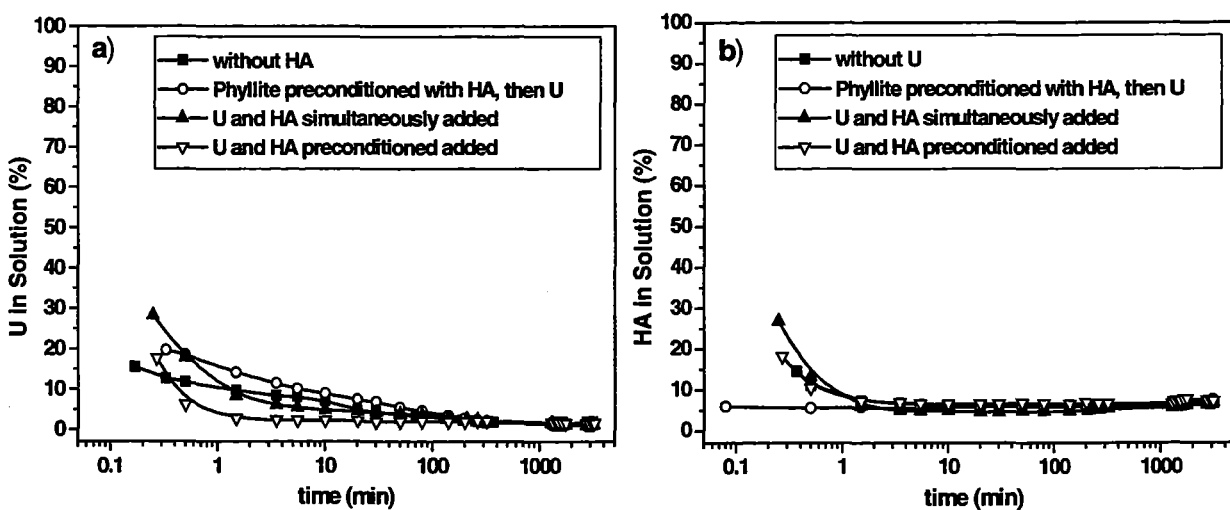 a)
without HA
Phyllite preconditioned with HA, then U
U and HA simultaneously added
U and HA preconditioned added
U in Solution (%)
100
90
80
70
60
50
40
30
20
10
0
0.1 1 10 100 1000
time (min)
b)
without U
Phyllite preconditioned with HA, then U
U and HA simultaneously added
U and HA preconditioned added
HA in Solution (%)
100
90
80
70
60
50
40
30
20
10
0
0.1 1 10 100 1000
time (min)